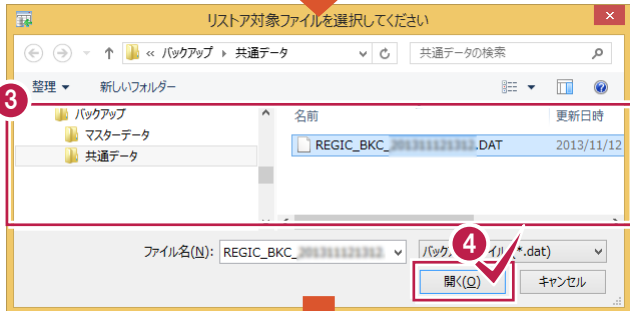 リストア対象ファイルを選択してください
« バックアップ ▸ 共通データ
共通データの検索
整理 ▼ 新しいフォルダー
3
バックアップ
マスターデータ
共通データ
名前 更新日時
REGIC_BKC_ .DAT 2013/11/12
ファイル名(N): REGIC_BKC_
(*.dat)
4
開く(O) キャンセル